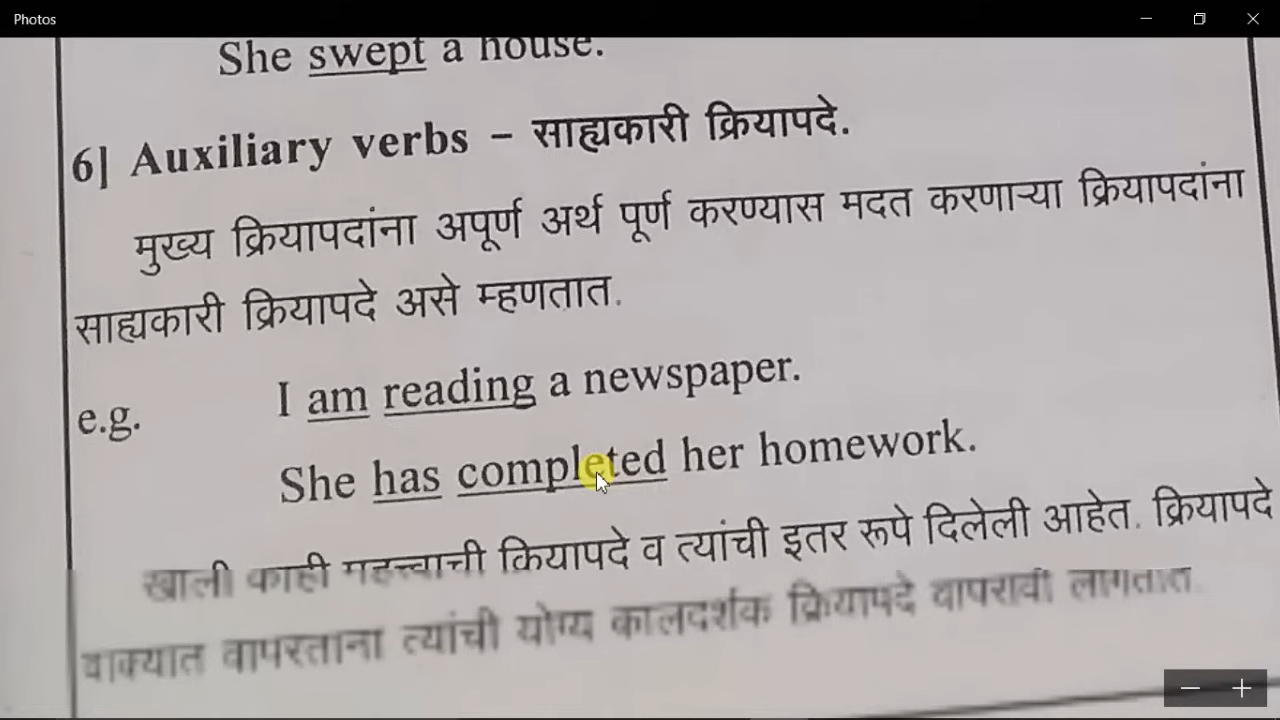 Photos
She swept a house.
6] Auxiliary verbs – साह्यकारी क्रियापदे.
मुख्य क्रियापदांना अपूर्ण अर्थ पूर्ण करण्यास मदत करणाऱ्या क्रियापदांना
साह्यकारी क्रियापदे असे म्हणतात.
e.g. I am reading a newspaper.
She has completed her homework.
खाली काही महत्त्वाची क्रियापदे व त्यांची इतर रूपे दिलेली आहेत. क्रियापदे
वाक्यात वापरताना त्यांची योग्य कालदर्शक क्रियापदे वापरावी लागतात.